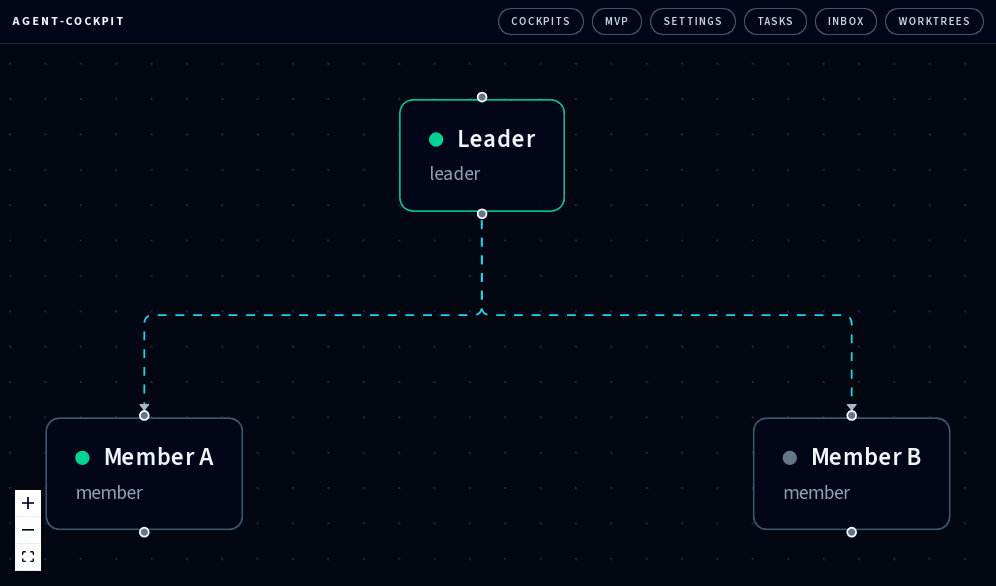 AGENT-COCKPIT
COCKPITS
MVP
SETTINGS
TASKS
INBOX
WORKTREES
Leader
leader
Member A
member
Member B
member